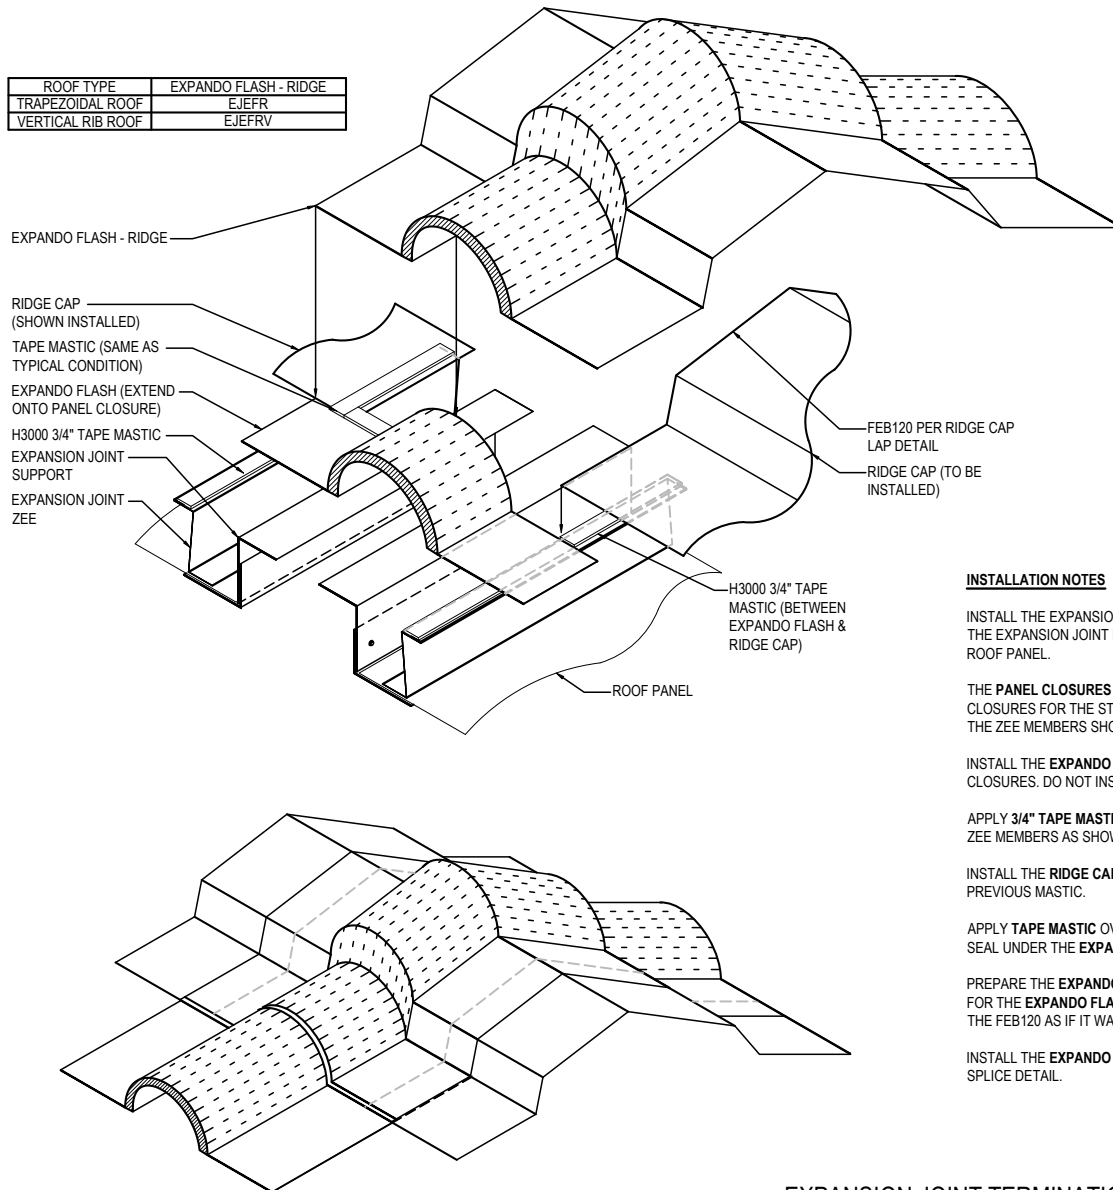 ROOF TYPE EXPANDO FLASH - RIDGE
TRAPEZOIDAL ROOF EJEFR
VERTICAL RIB ROOF EJEFRV
EXPANDO FLASH - RIDGE
RIDGE CAP
(SHOWN INSTALLED)
TAPE MASTIC (SAME AS
TYPICAL CONDITION)
EXPANDO FLASH (EXTEND
ONTO PANEL CLOSURE)
H3000 3/4" TAPE MASTIC
EXPANSION JOINT
SUPPORT
EXPANSION JOINT
ZEE
FEB120 PER RIDGE CAP
LAP DETAIL
RIDGE CAP (TO BE
INSTALLED)
H3000 3/4" TAPE
MASTIC (BETWEEN
EXPANDO FLASH &
RIDGE CAP)
ROOF PANEL
INSTALLATION NOTES
INSTALL THE EXPANSIO
THE EXPANSION JOINT
ROOF PANEL.
THE PANEL CLOSURES
CLOSURES FOR THE ST
THE ZEE MEMBERS SHO
INSTALL THE EXPANDO
CLOSURES. DO NOT INS
APPLY 3/4" TAPE MASTI
ZEE MEMBERS AS SHOW
INSTALL THE RIDGE CAP
PREVIOUS MASTIC.
APPLY TAPE MASTIC OV
SEAL UNDER THE EXPA
PREPARE THE EXPANDO
FOR THE EXPANDO FLA
THE FEB120 AS IF IT WA
INSTALL THE EXPANDO
SPLICE DETAIL.
EXPANSION JOINT TERMINATIO